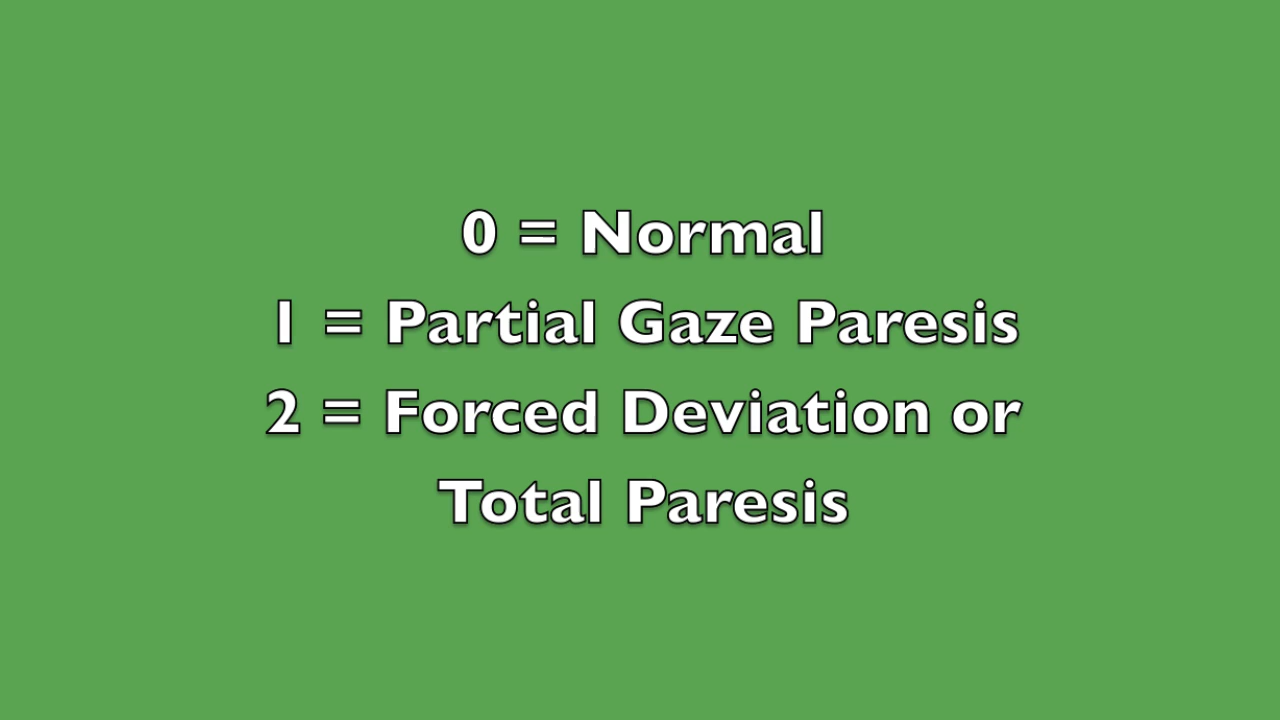 0 = Normal
1 = Partial Gaze Paresis
2 = Forced Deviation or
Total Paresis